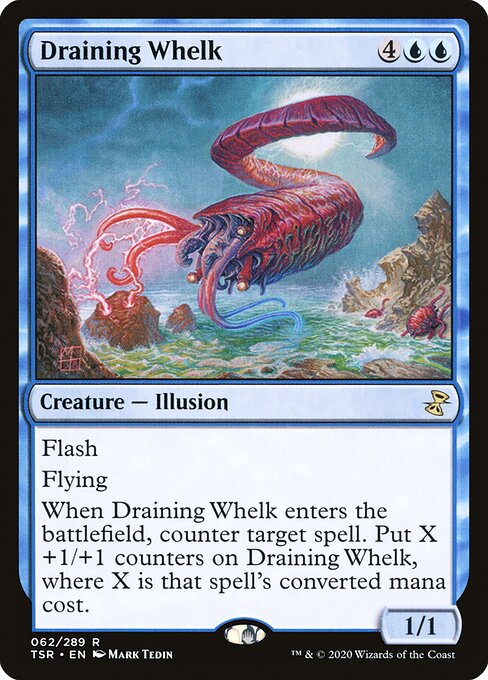 Draining Whelk 4
Creature — Illusion
Flash
Flying
When Draining Whelk enters the
battlefield, counter target spell. Put X
+1/+1 counters on Draining Whelk,
where X is that spell's converted mana
cost.
1/1
062/289 R
TSR • EN Mark Tedin
™ & © 2020 Wizards of the Coast